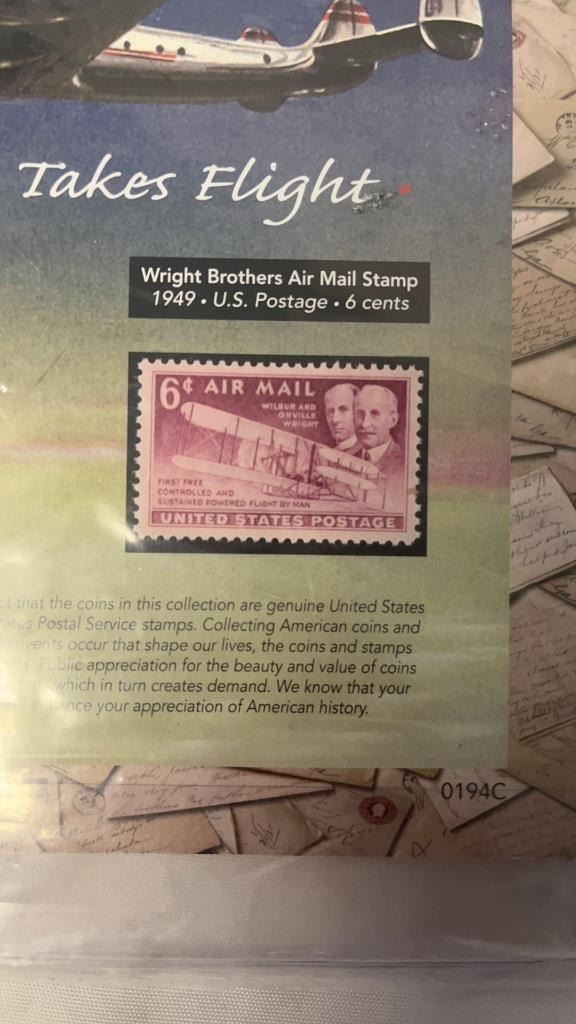 Takes Flight
Wright Brothers Air Mail Stamp
1949 • U.S. Postage • 6 cents
6¢ AIR MAIL
WILBUR AND
ORVILLE
WRIGHT
FIRST FREE
CONTROLLED AND
SUSTAINED POWERED FLIGHT BY MAN
UNITED STATES POSTAGE
that the coins in this collection are genuine United States
Postal Service stamps. Collecting American coins and
events occur that shape our lives, the coins and stamps
Public appreciation for the beauty and value of coins
which in turn creates demand. We know that your
your appreciation of American history.
0194C